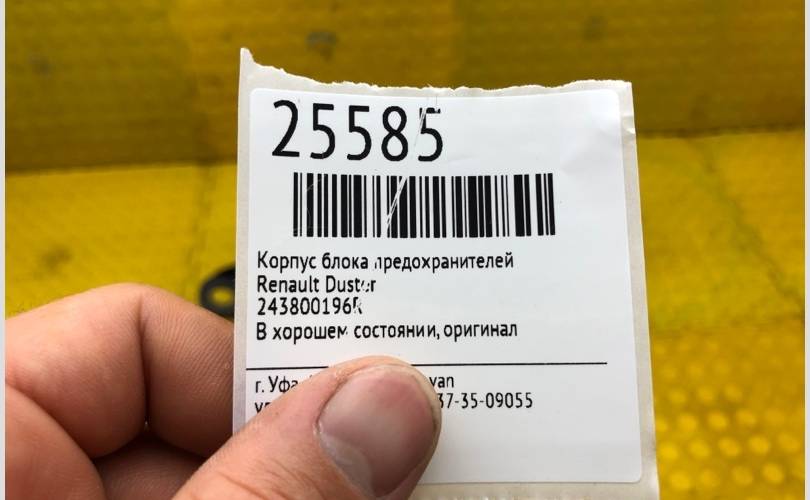 25585
Корпус блока предохранителей
Renault Duster
243800196R
В хорошем состоянии, оригинал
г. Уфа
37-35-09055